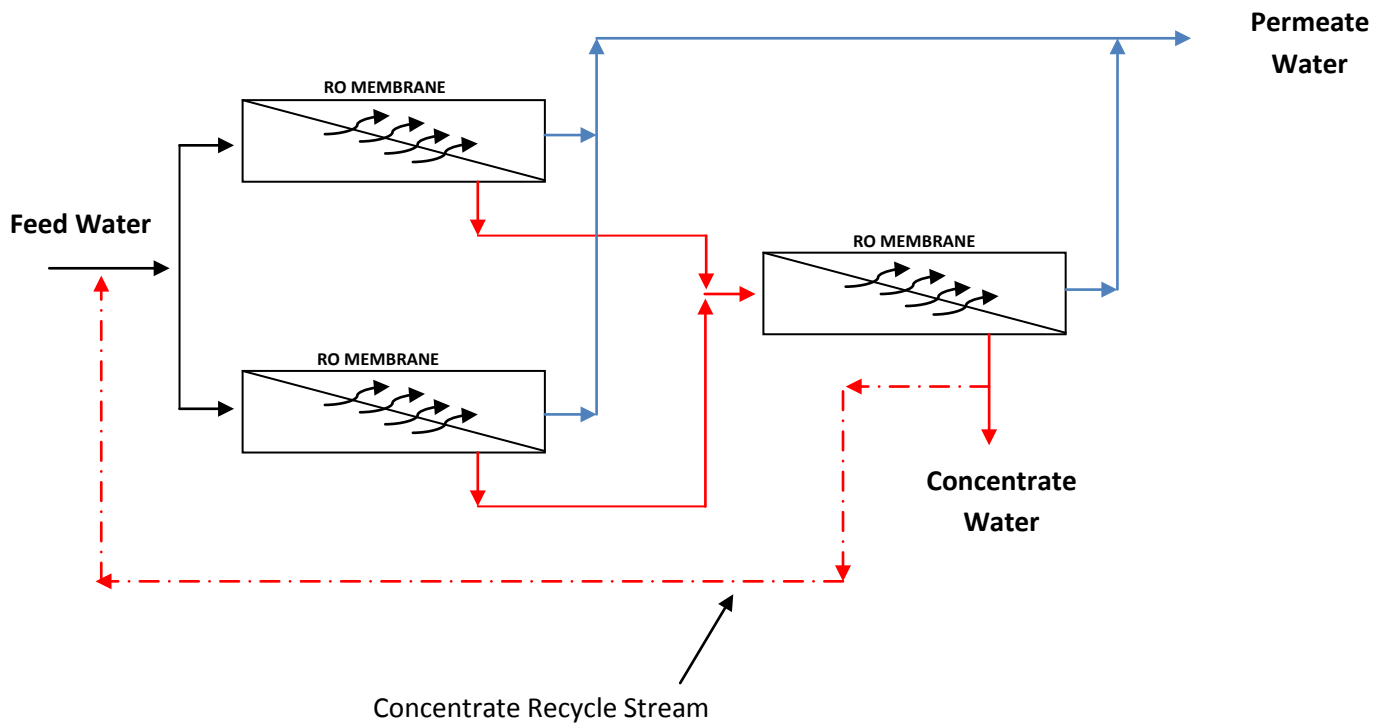 Permeate
Water
RO MEMBRANE
Feed Water
RO MEMBRANE
RO MEMBRANE
Concentrate
Water
Concentrate Recycle Stream